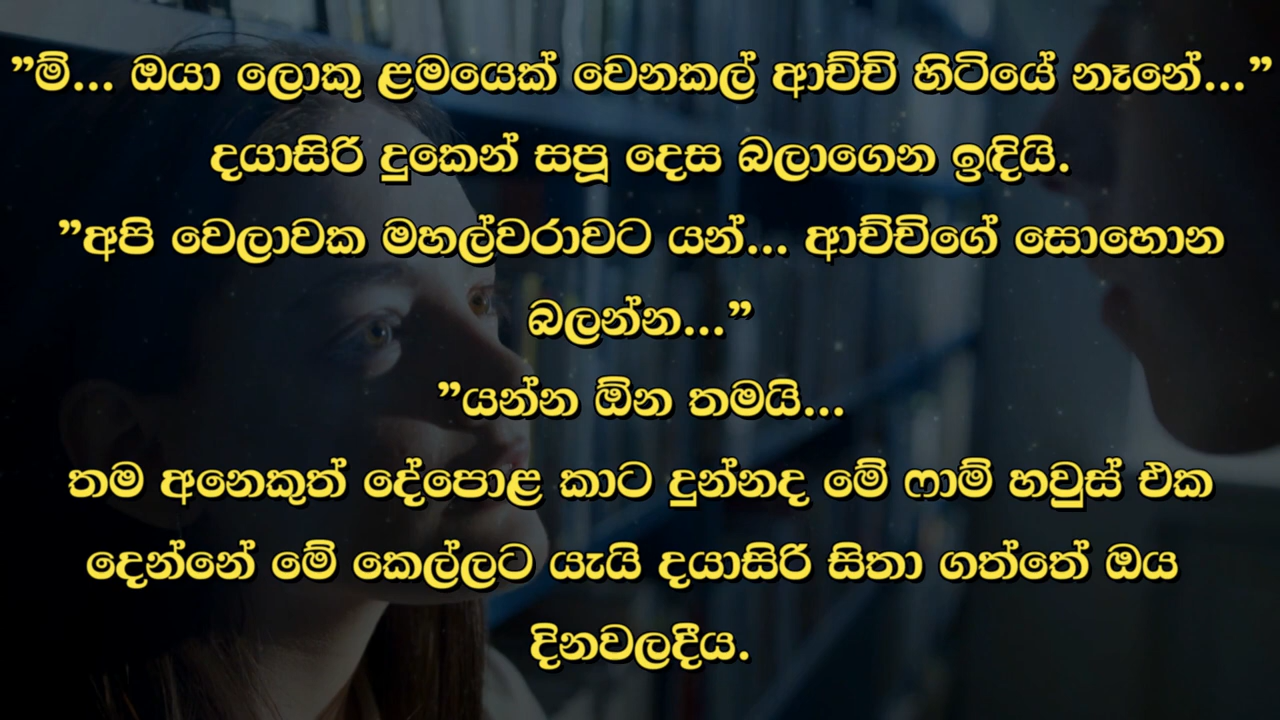 ”ම්... ඔයා ලොකු ළමයෙක් වෙනකල් ආච්චි හිටියේ නෑනේ...”
දයාසිරි දුකෙන් සපූ දෙස බලාගෙන ඉඳියි.
”අපි වෙලාවක මහල්වරාවට යන්... ආච්චිගේ සොහොන
බලන්න...”
”යන්න ඕන තමයි...
තම අනෙකුත් දේපොළ කාට දුන්නද මේ ෆාම් හවුස් එක
දෙන්නේ මේ කෙල්ලට යැයි දයාසිරි සිතා ගත්තේ ඔය
දිනවලදීය.